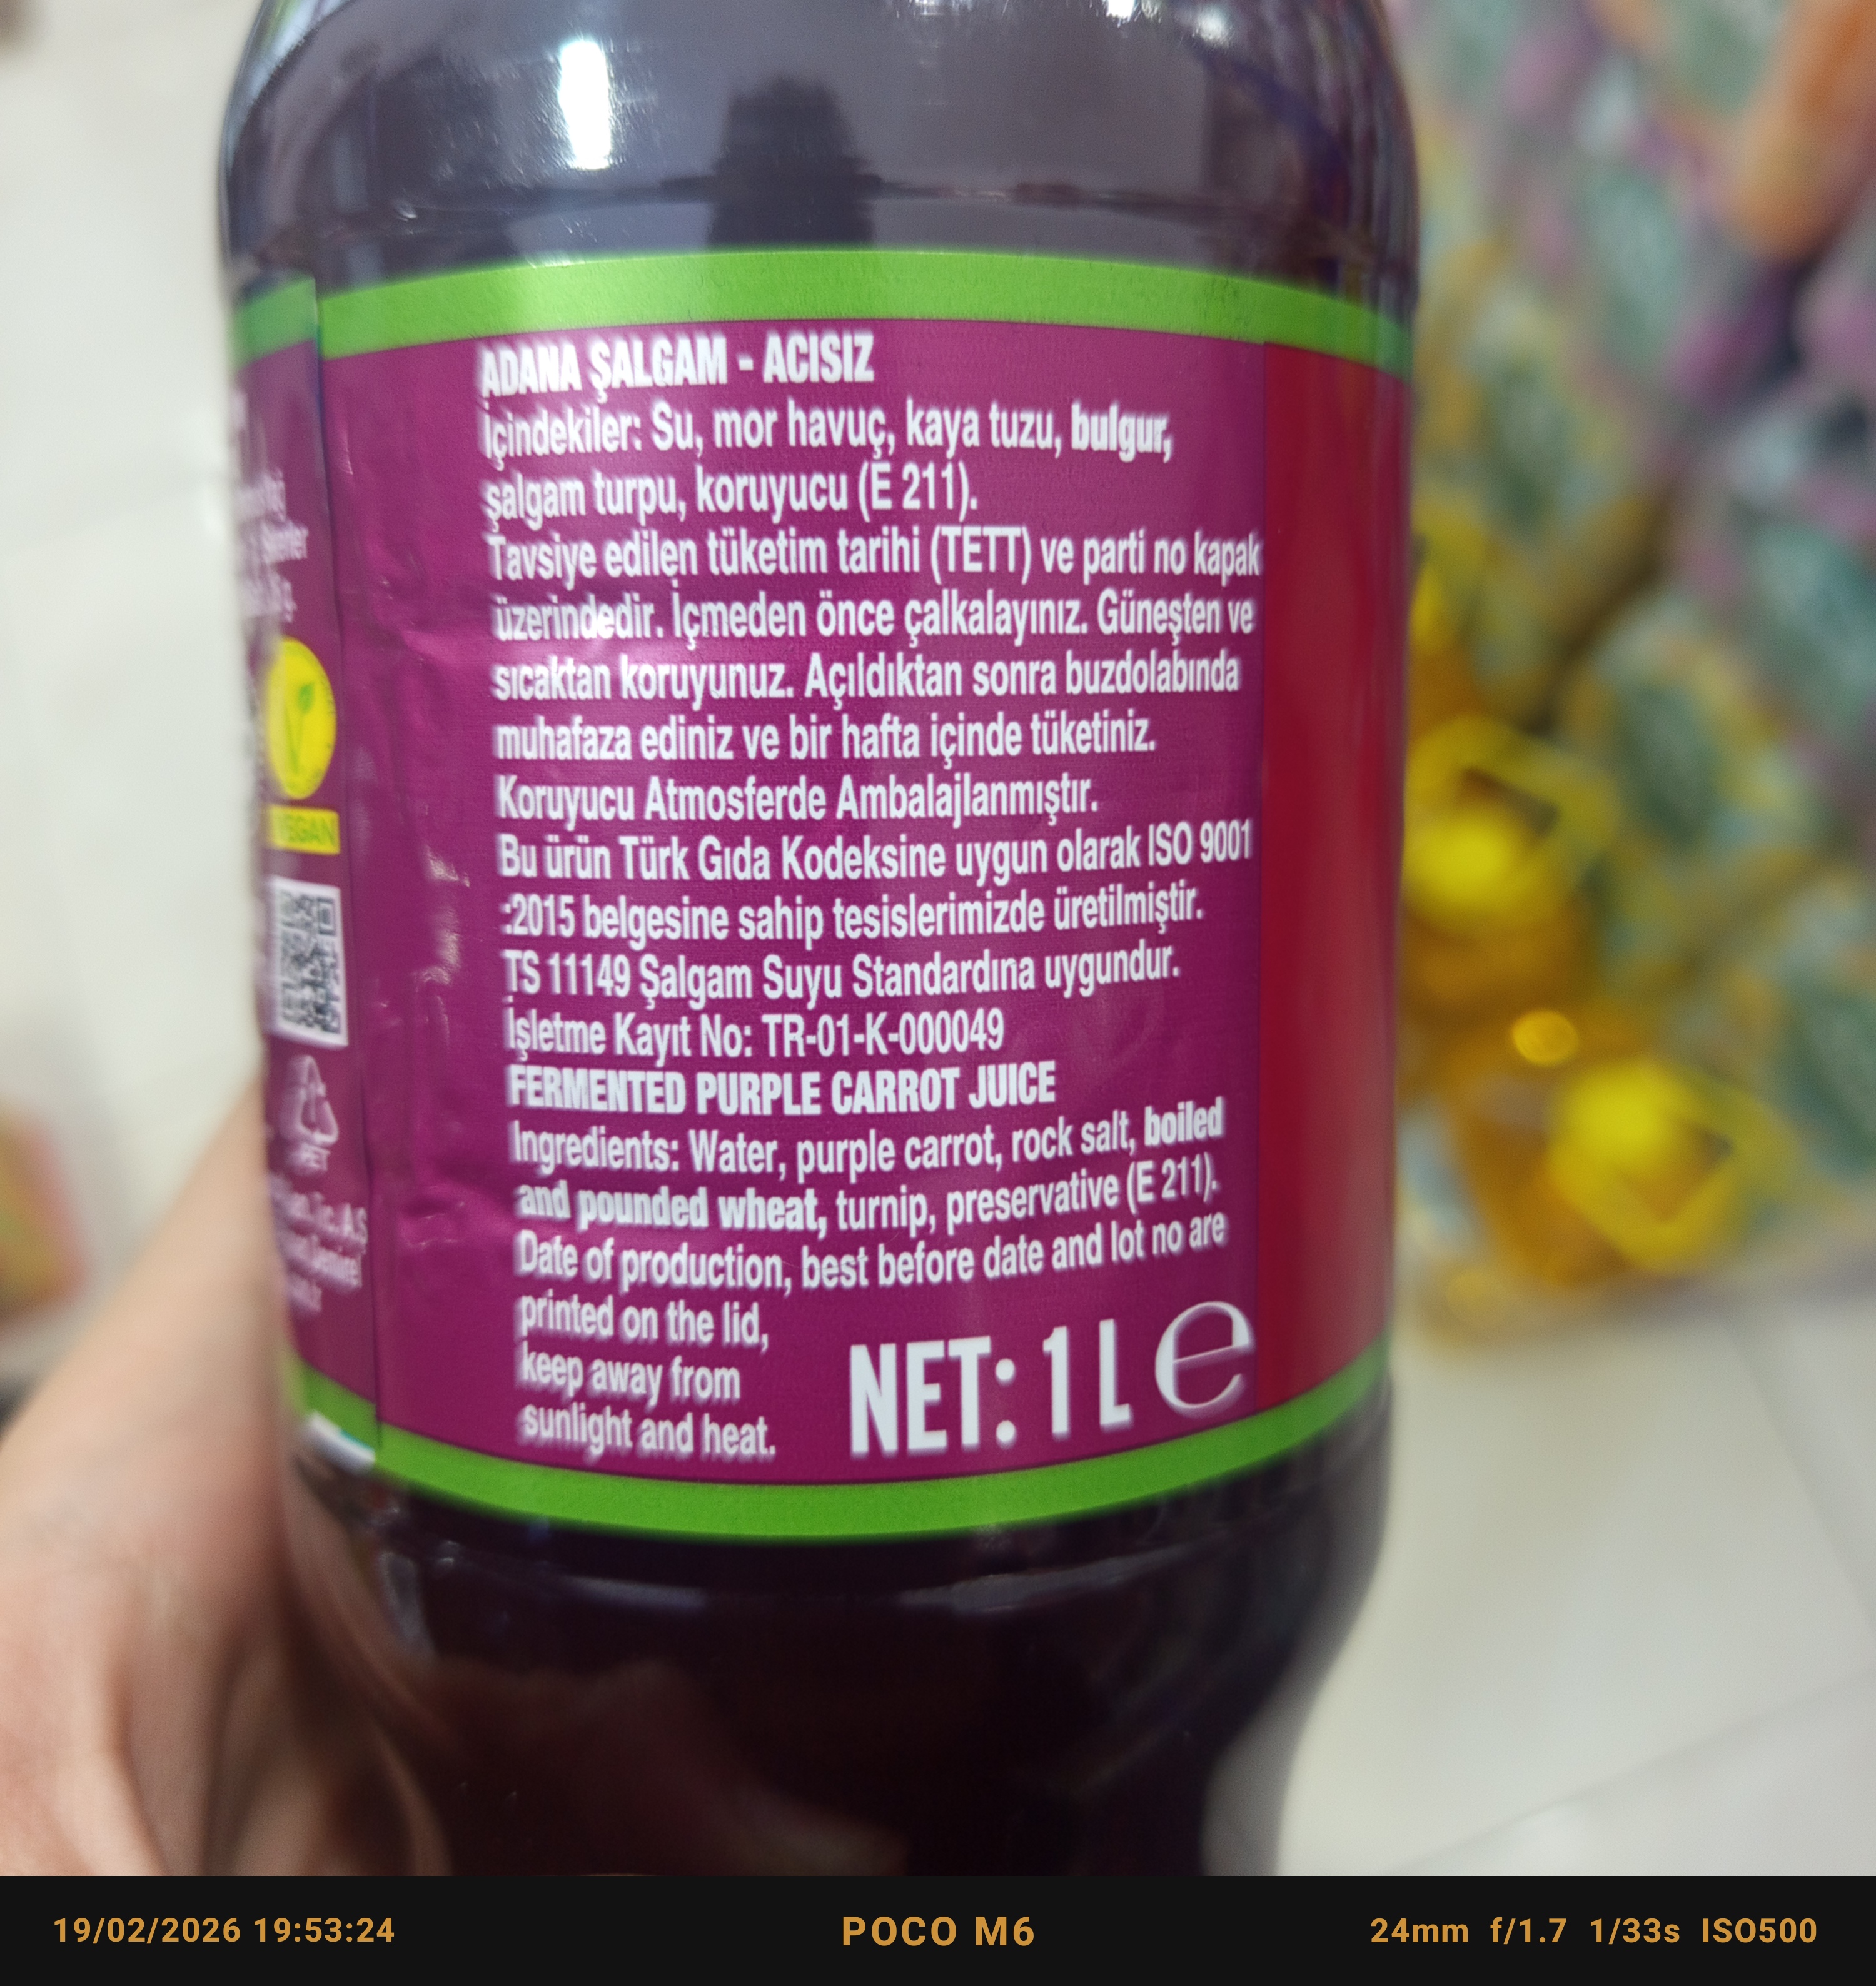 ADANA ŞALGAM - ACISIZ
İçindekiler: Su, mor havuç, kaya tuzu, bulgur,
şalgam turpu, koruyucu (E 211).
Tavsiye edilen tüketim tarihi (TETT) ve parti no kapak
üzerindedir. İçmeden önce çalkalayınız. Güneşten ve
sıcaktan koruyunuz. Açıldıktan sonra buzdolabında
muhafaza ediniz ve bir hafta içinde tüketiniz.
Koruyucu Atmosferde Ambalajlanmıştır.
Bu ürün Türk Gıda Kodeksine uygun olarak ISO 9001
:2015 belgesine sahip tesislerimizde üretilmiştir.
TS 11149 Şalgam Suyu Standardına uygundur.
İşletme Kayıt No: TR-01-K-000049
FERMENTED PURPLE CARROT JUICE
Ingredients: Water, purple carrot, rock salt, boiled
and pounded wheat, turnip, preservative (E 211).
Date of production, best before date and lot no are
printed on the lid,
keep away from
sunlight and heat.
NET: 1 L e
VEGAN
PET
19/02/2026 19:53:24
POCO M6
24mm f/1.7 1/33s ISO500